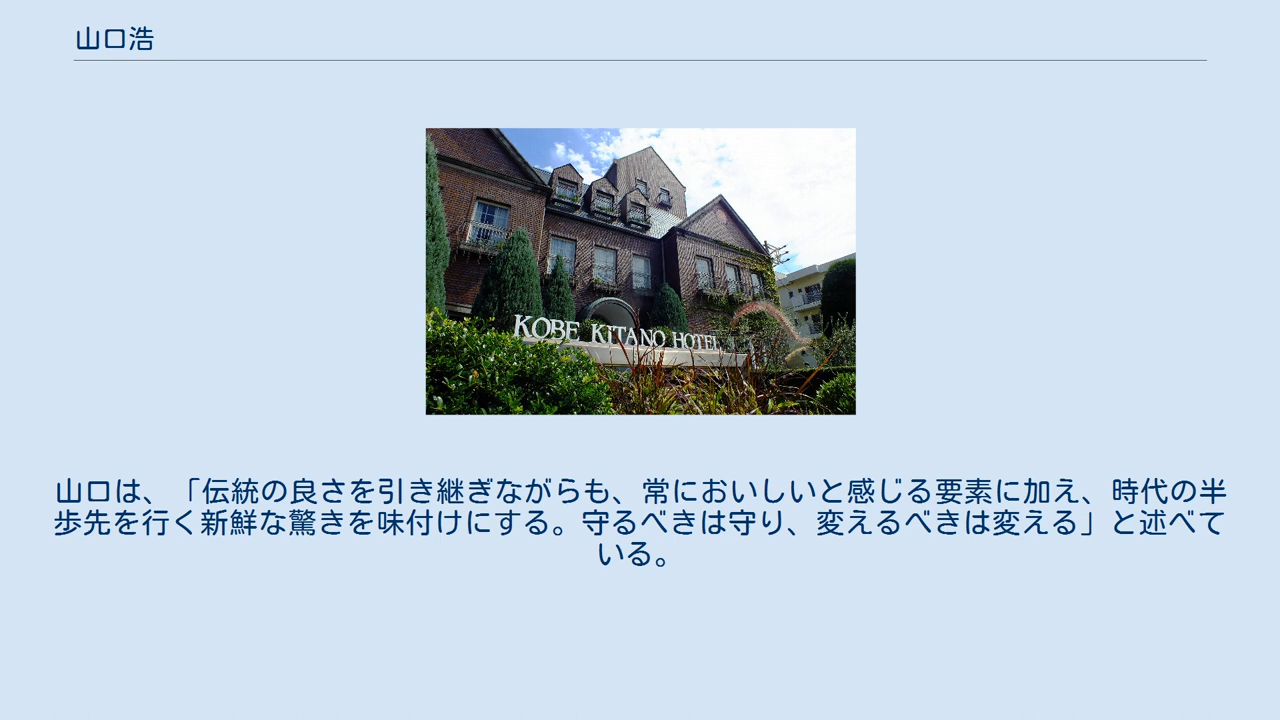 山口浩
KOBE KITANO HOTEL
山口は、「伝統の良さを引き継ぎながらも、常においしいと感じる要素に加え、時代の半
歩先を行く新鮮な驚きを味付けにする。守るべきは守り、変えるべきは変える」と述べて
いる。